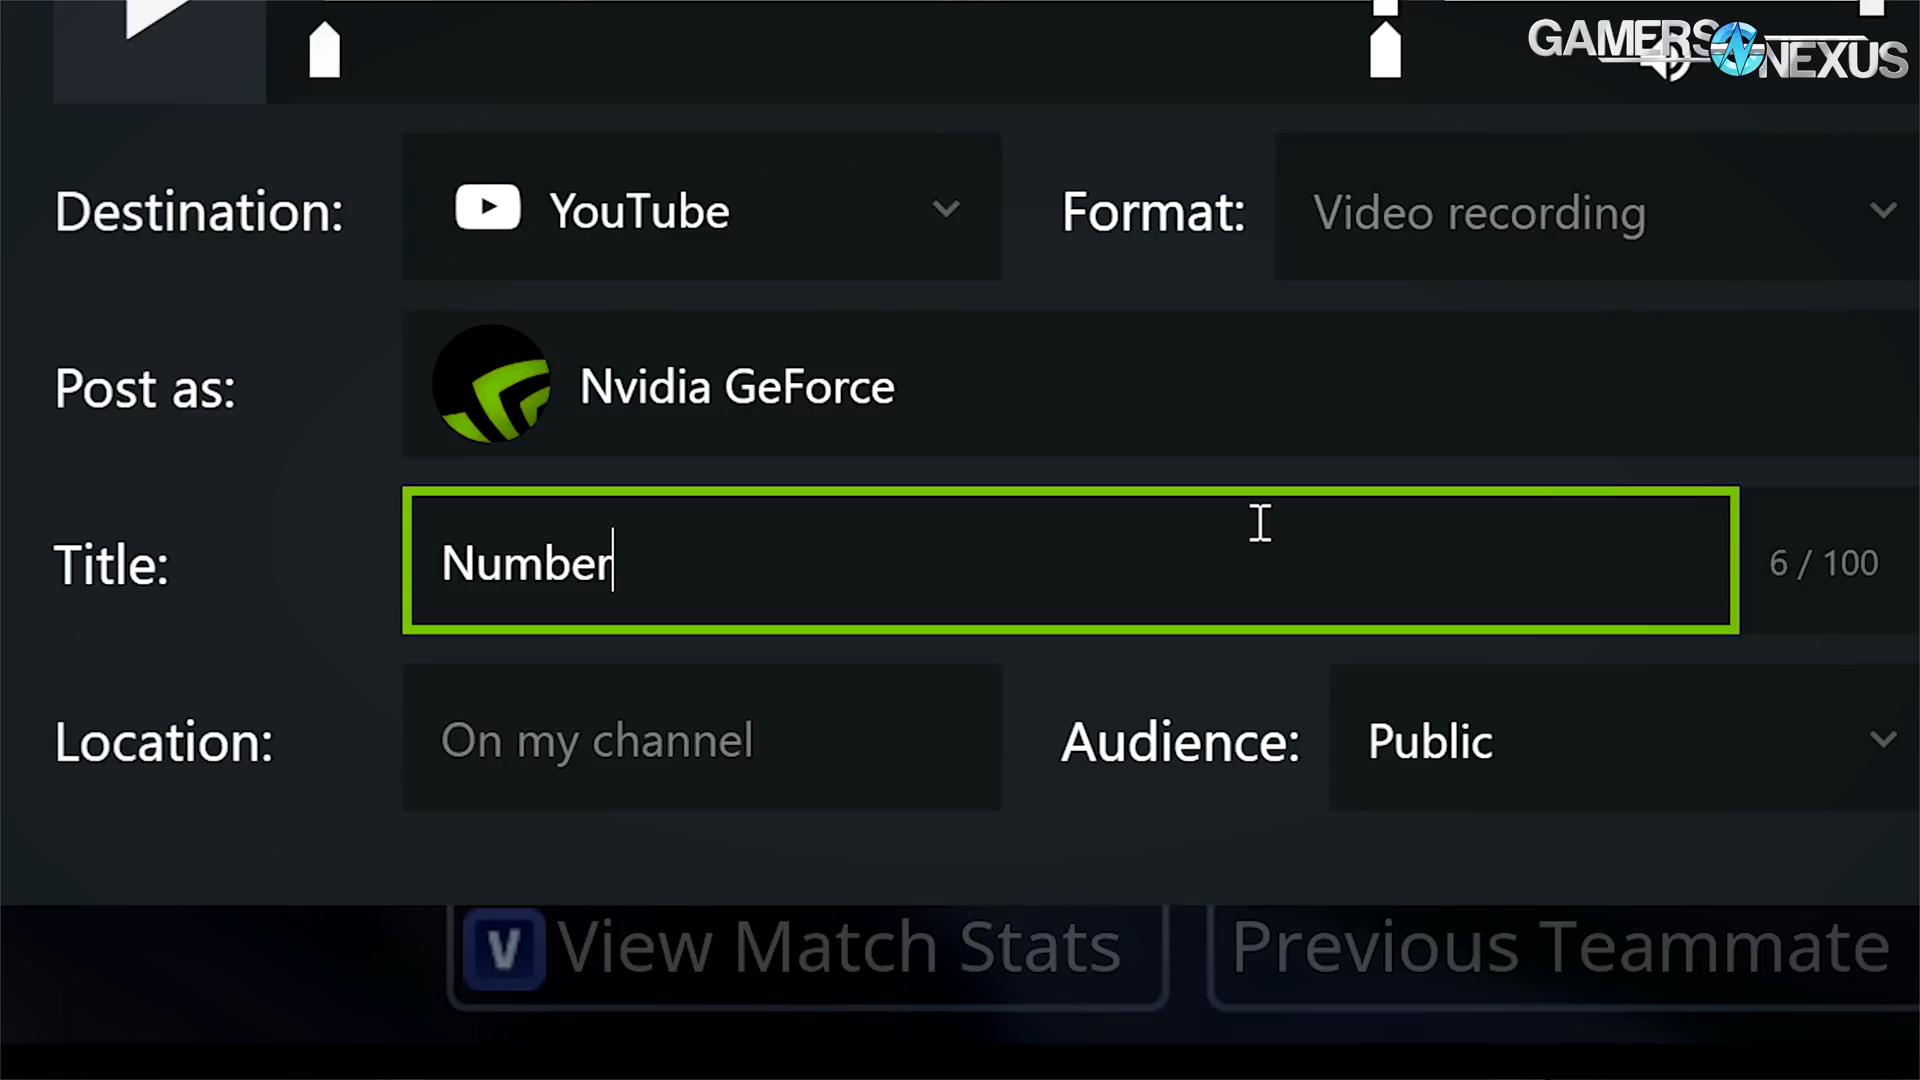 GAMERS NEXUS
Destination: YouTube Format: Video recording
Post as: Nvidia GeForce
Title: Number 6 / 100
Location: On my channel Audience: Public
V View Match Stats Previous Teammate